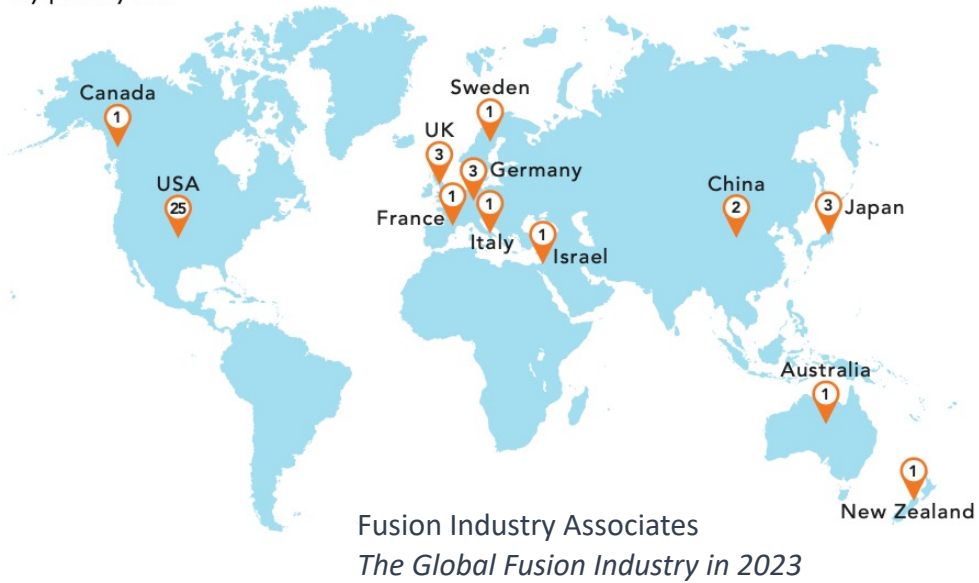 Canada
1
Sweden
1
UK
3
3 Germany
USA
25
1
France
1
Italy
1
Israel
China
2
3 Japan
Australia
1
1
New Zealand
Fusion Industry Associates
The Global Fusion Industry in 2023